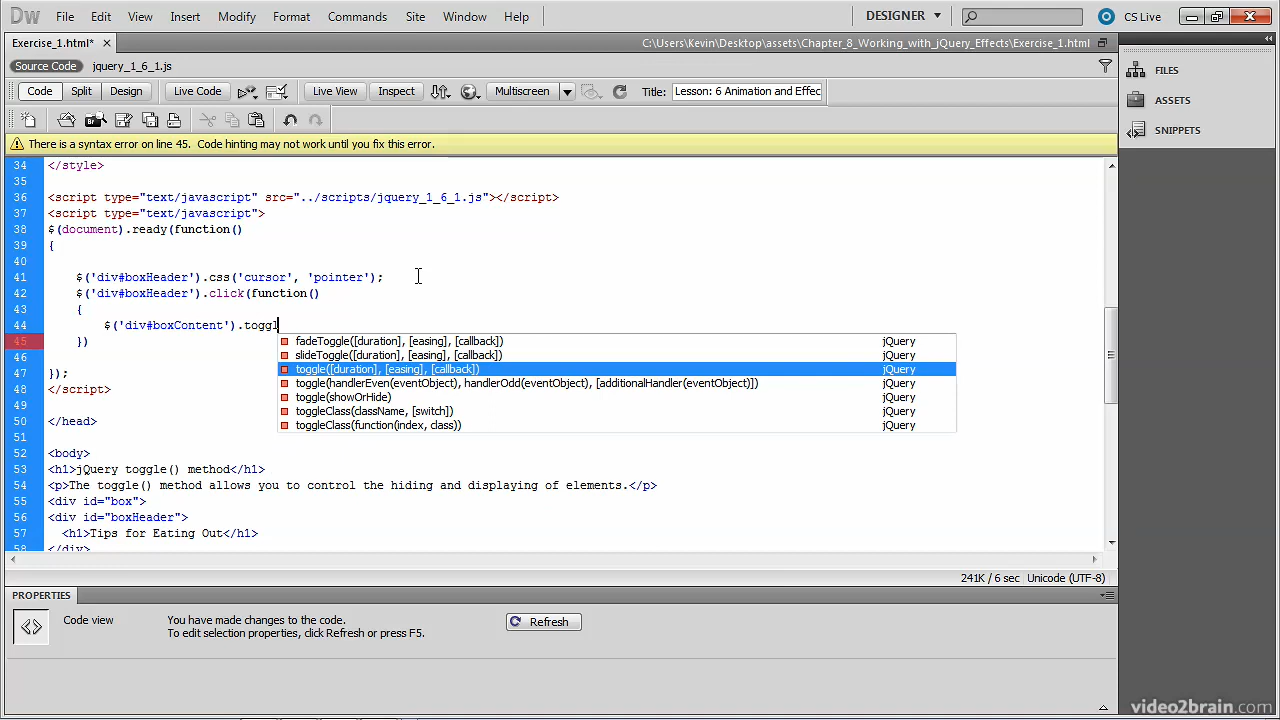 Dw File Edit View Insert Modify Format Commands Site Window Help DESIGNER CS Live
Exercise_1.html* C:\Users\Kevin\Desktop\assets\Chapter_8_Working_with_jQuery_Effects\Exercise_1.html
Source Code jquery_1_6_1.js
Code Split Design Live Code Live View Inspect Multiscreen Title: Lesson: 6 Animation and Effec
There is a syntax error on line 45. Code hinting may not work until you fix this error.
34 </style>
35
36 <script type="text/javascript" src="../scripts/jquery_1_6_1.js"></script>
37 <script type="text/javascript">
38 $(document).ready(function()
39 {
40
41 $('div#boxHeader').css('cursor', 'pointer');
42 $('div#boxHeader').click(function()
43 {
44 $('div#boxContent').toggl
45 })
46
47 });
48 </script>
49
50 </head>
51
52 <body>
53 <h1>jQuery toggle() method</h1>
54 <p>The toggle() method allows you to control the hiding and displaying of elements.</p>
55 <div id="box">
56 <div id="boxHeader">
57 <h1>Tips for Eating Out</h1>
58 </div>
fadeToggle([duration], [easing], [callback]) jQuery
slideToggle([duration], [easing], [callback]) jQuery
toggle([duration], [easing], [callback]) jQuery
toggle(handlerEven(eventObject), handlerOdd(eventObject), [additionalHandler(eventObject)]) jQuery
toggle(showOrHide) jQuery
toggleClass(className, [switch]) jQuery
toggleClass(function(index, class)) jQuery
241K / 6 sec Unicode (UTF-8)
PROPERTIES
Code view You have made changes to the code. Refresh
To edit selection properties, click Refresh or press F5.
FILES
ASSETS
SNIPPETS
video2brain.com